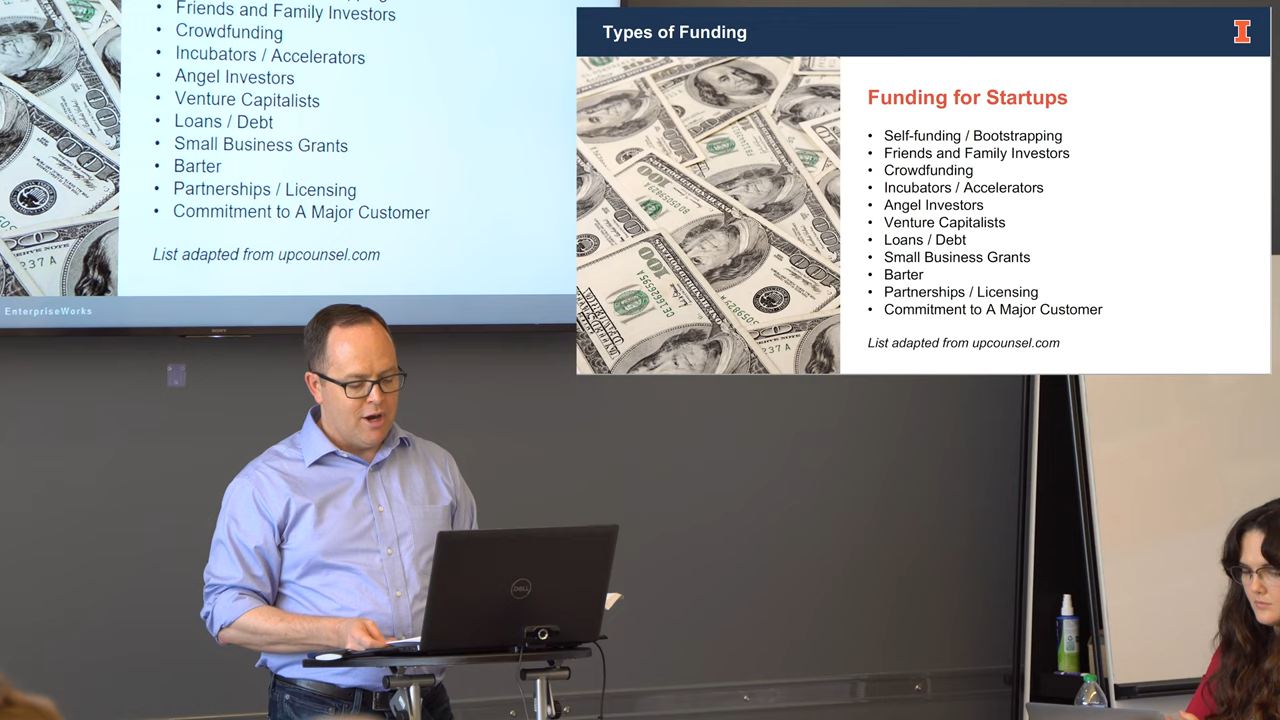 Friends and Family Investors
• Crowdfunding
• Incubators / Accelerators
• Angel Investors
• Venture Capitalists
• Loans / Debt
• Small Business Grants
• Barter
• Partnerships / Licensing
• Commitment to A Major Customer
List adapted from upcounsel.com
EnterpriseWorks
SONY
Types of Funding
I
Funding for Startups
• Self-funding / Bootstrapping
• Friends and Family Investors
• Crowdfunding
• Incubators / Accelerators
• Angel Investors
• Venture Capitalists
• Loans / Debt
• Small Business Grants
• Barter
• Partnerships / Licensing
• Commitment to A Major Customer
List adapted from upcounsel.com
DELL